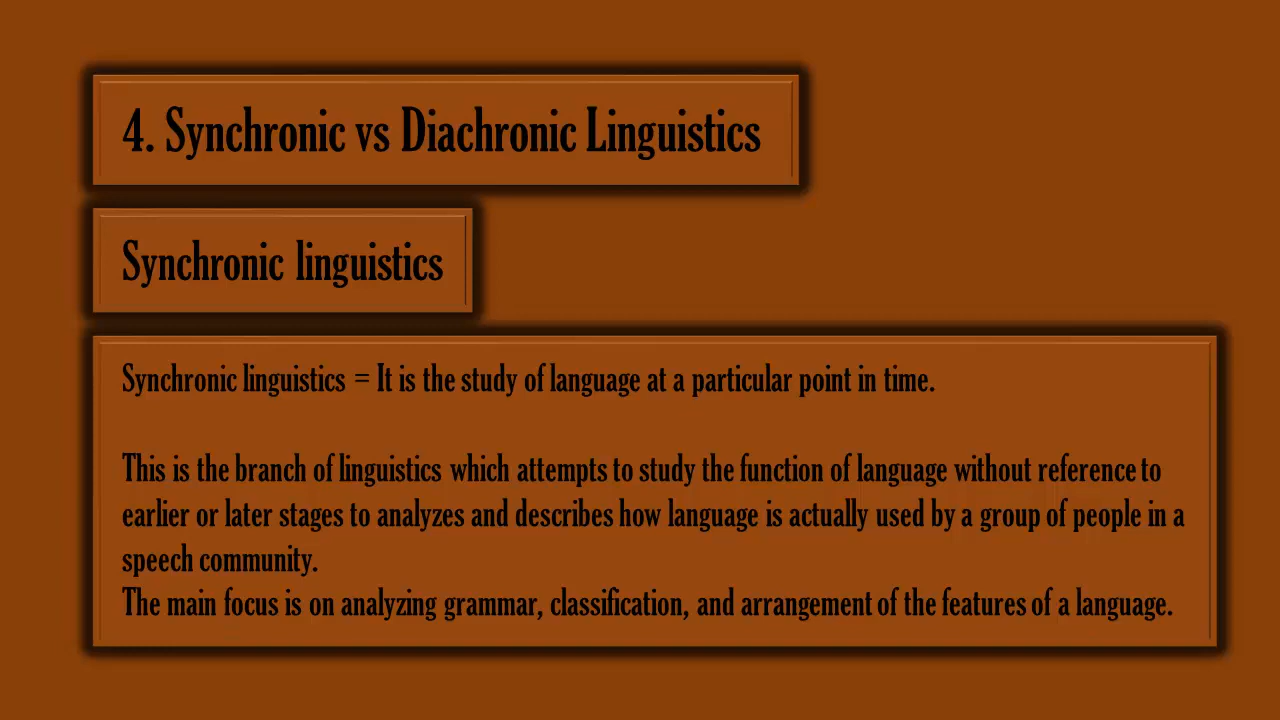 4. Synchronic vs Diachronic Linguistics
Synchronic linguistics
Synchronic linguistics = It is the study of language at a particular point in time.
This is the branch of linguistics which attempts to study the function of language without reference to
earlier or later stages to analyzes and describes how language is actually used by a group of people in a
speech community.
The main focus is on analyzing grammar, classification, and arrangement of the features of a language.